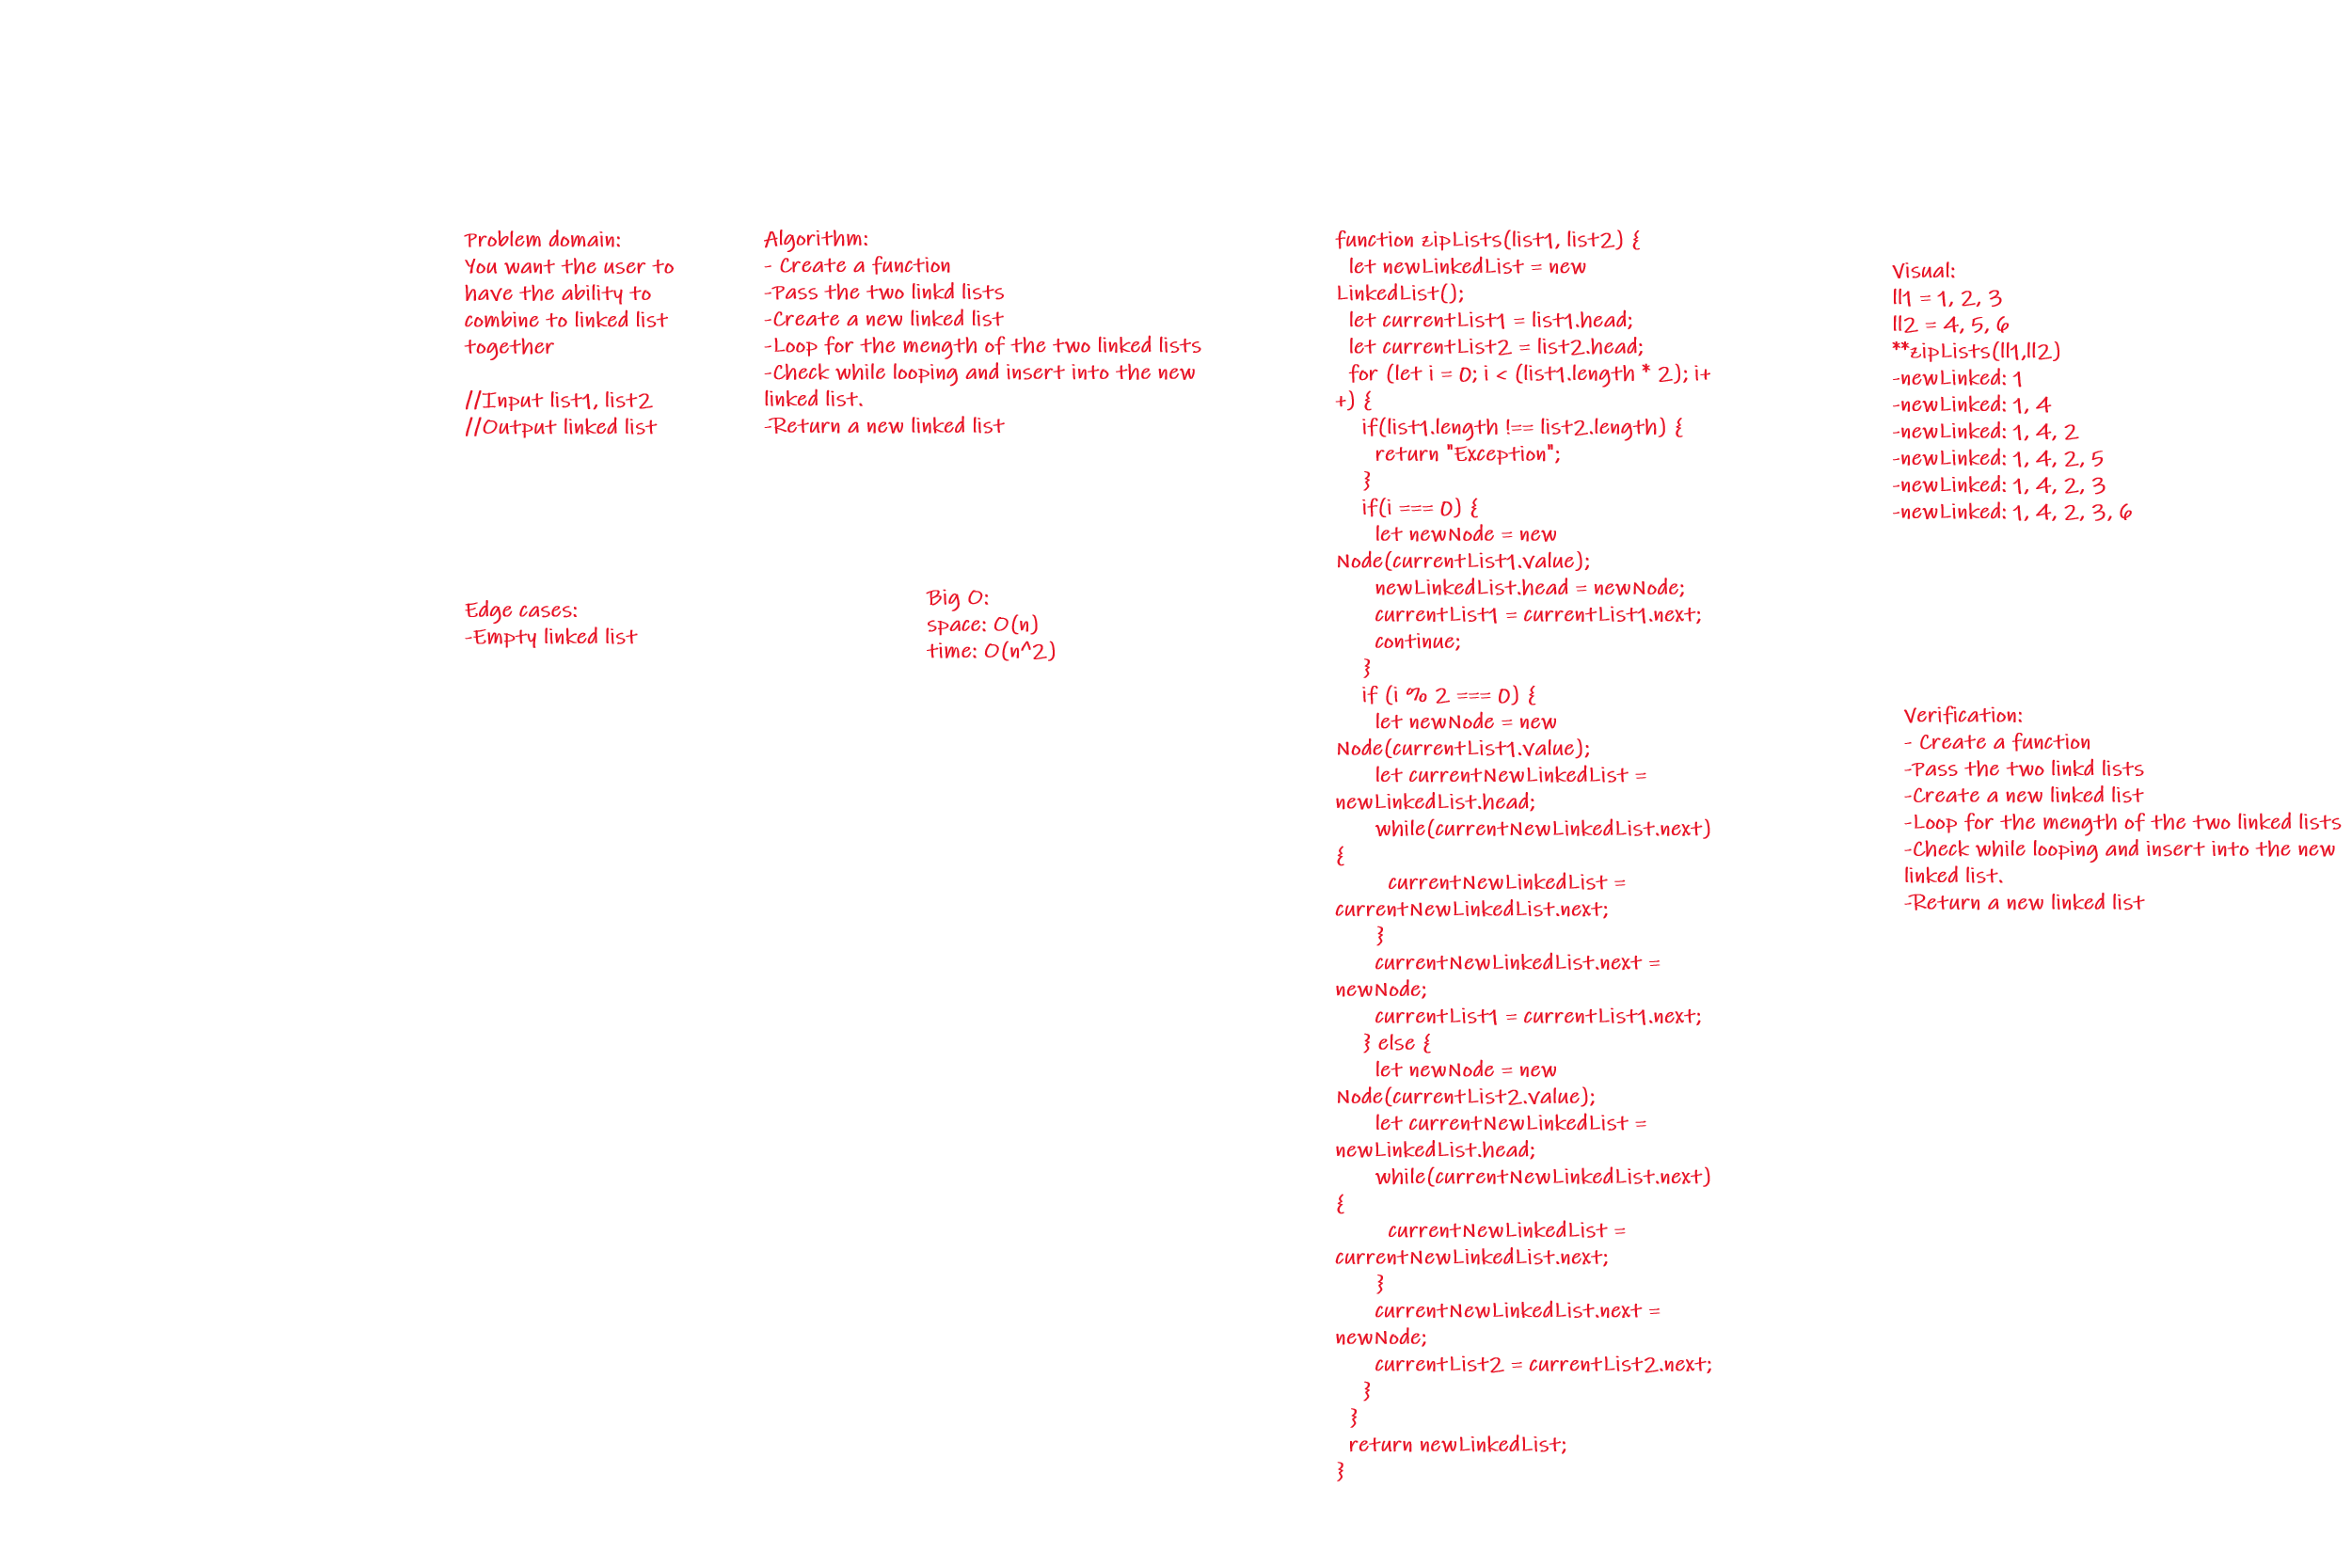 Problem domain:
You want the user to
have the ability to
combine to linked list
together

//Input list1, list2
//Output linked list

Algorithm:
- Create a function
-Pass the two linkd lists
-Create a new linked list
-Loop for the mength of the two linked lists
-Check while looping and insert into the new
linked list.
-Return a new linked list

Edge cases:
-Empty linked list

Big O:
space: O(n)
time: O(n^2)

function zipLists(list1, list2) {
  let newLinkedList = new
LinkedList();
  let currentList1 = list1.head;
  let currentList2 = list2.head;
  for (let i = 0; i < (list1.length * 2); i+
+) {
    if(list1.length !== list2.length) {
      return "Exception";
    }
    if(i === 0) {
      let newNode = new
Node(currentList1.value);
      newLinkedList.head = newNode;
      currentList1 = currentList1.next;
      continue;
    }
    if (i % 2 === 0) {
      let newNode = new
Node(currentList1.value);
      let currentNewLinkedList =
newLinkedList.head;
      while(currentNewLinkedList.next)
{
        currentNewLinkedList =
currentNewLinkedList.next;
      }
      currentNewLinkedList.next =
newNode;
      currentList1 = currentList1.next;
    } else {
      let newNode = new
Node(currentList2.value);
      let currentNewLinkedList =
newLinkedList.head;
      while(currentNewLinkedList.next)
{
        currentNewLinkedList =
currentNewLinkedList.next;
      }
      currentNewLinkedList.next =
newNode;
      currentList2 = currentList2.next;
    }
  }
  return newLinkedList;
}

Visual:
ll1 = 1, 2, 3
ll2 = 4, 5, 6
**zipLists(ll1,ll2)
-newLinked: 1
-newLinked: 1, 4
-newLinked: 1, 4, 2
-newLinked: 1, 4, 2, 5
-newLinked: 1, 4, 2, 3
-newLinked: 1, 4, 2, 3, 6

Verification:
- Create a function
-Pass the two linkd lists
-Create a new linked list
-Loop for the mength of the two linked lists
-Check while looping and insert into the new
linked list.
-Return a new linked list